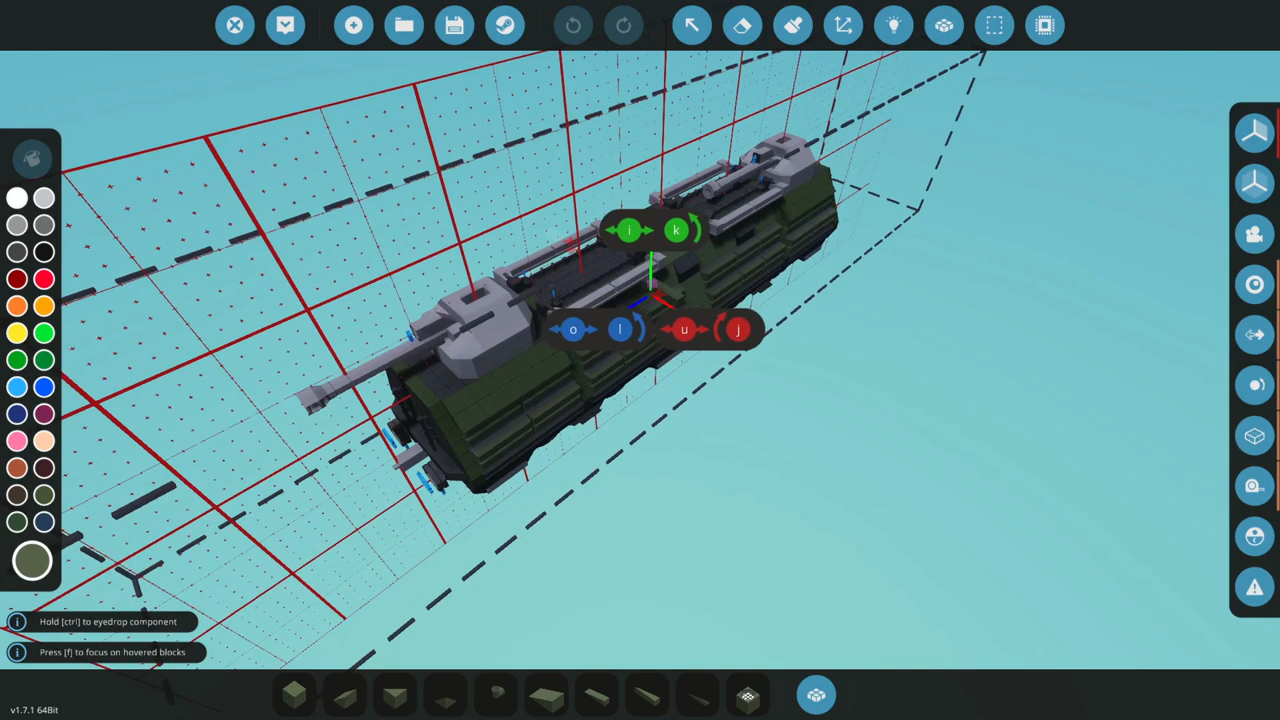 i k
o l u j
Hold [ctrl] to eyedrop component
Press [f] to focus on hovered blocks
v1.7.1 64Bit